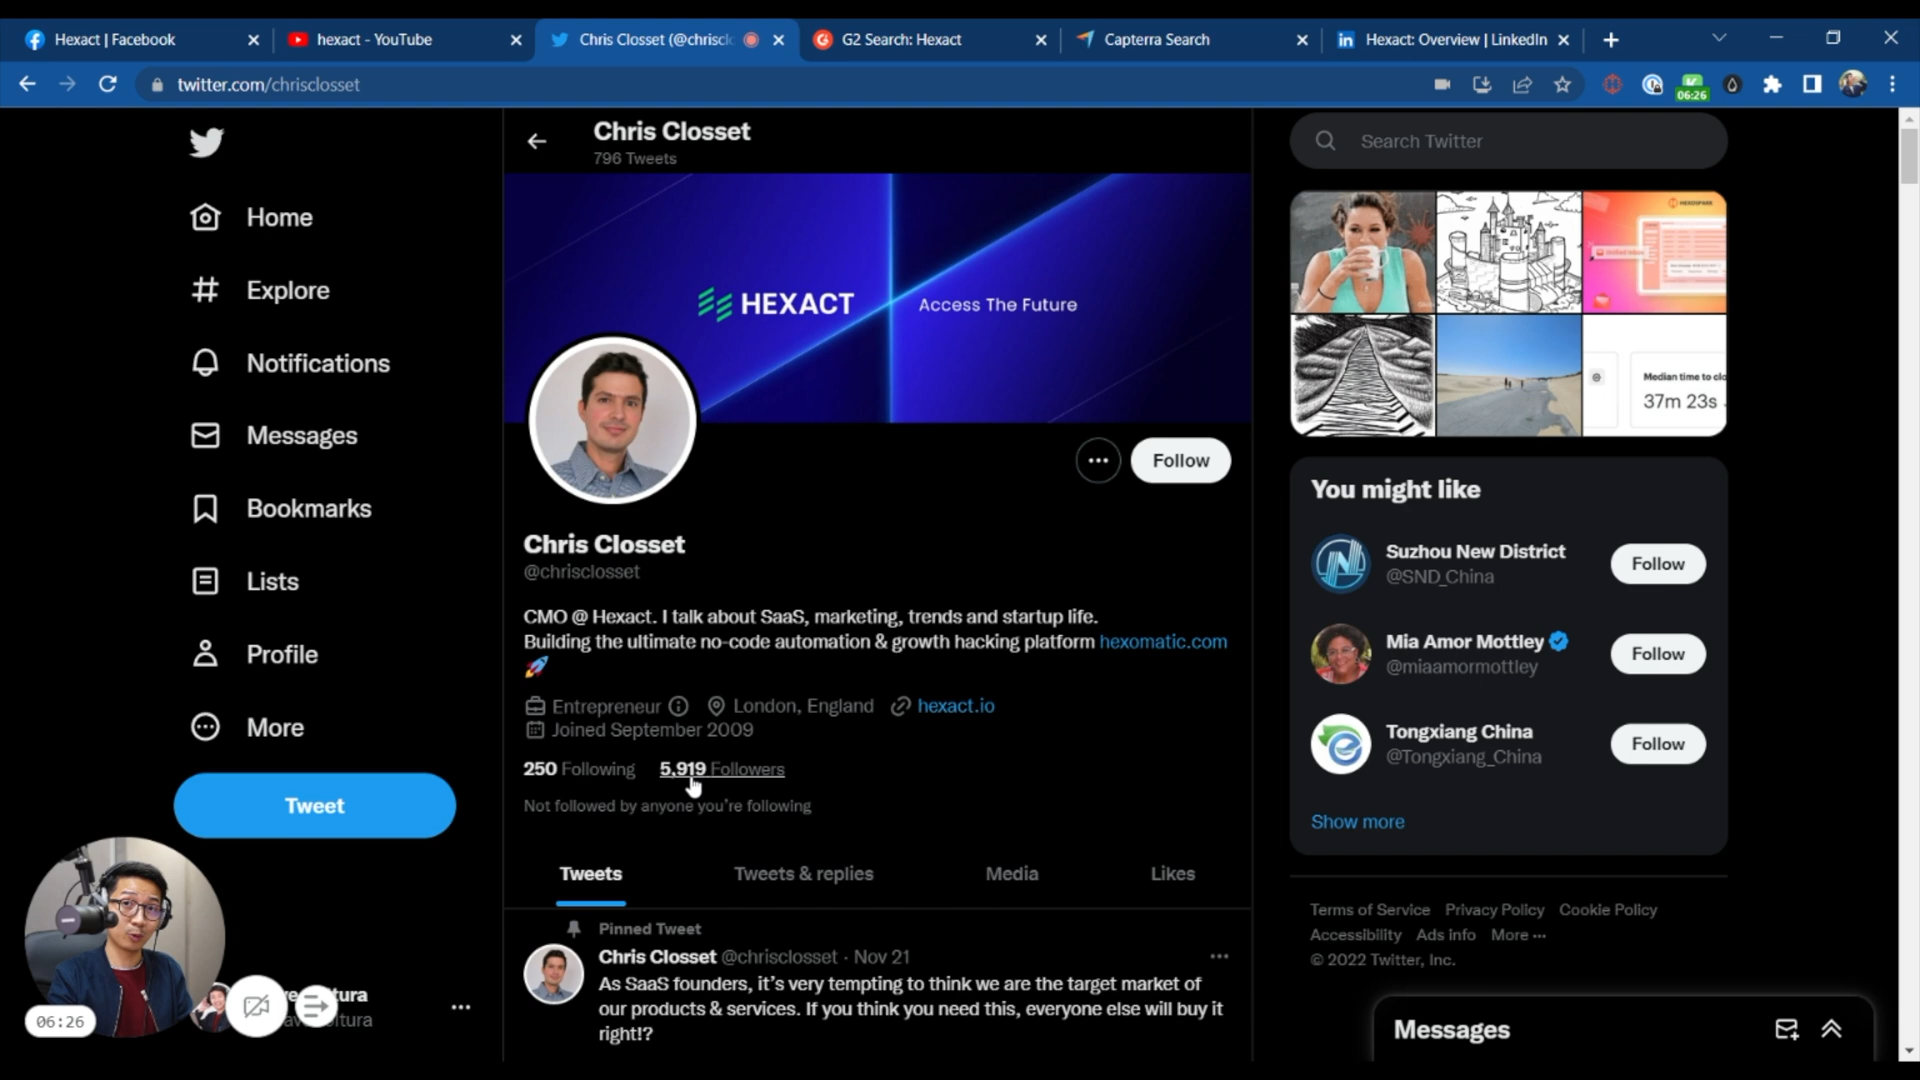 Hexact | Facebook
hexact - YouTube
Chris Closset (@chriscl
G2 Search: Hexact
Capterra Search
Hexact: Overview | LinkedIn
twitter.com/chrisclosset
06:26
Chris Closset
796 Tweets
Search Twitter
Home
Explore
Notifications
Messages
Bookmarks
Lists
Profile
More
Tweet
HEXACT
Access The Future
Follow
Chris Closset
@chrisclosset
CMO @ Hexact. I talk about SaaS, marketing, trends and startup life.
Building the ultimate no-code automation & growth hacking platform hexomatic.com
🚀
Entrepreneur London, England hexact.io
Joined September 2009
250 Following 5,919 Followers
Not followed by anyone you're following
Tweets
Tweets & replies
Media
Likes
Pinned Tweet
Chris Closset @chrisclosset · Nov 21
As SaaS founders, it's very tempting to think we are the target market of
our products & services. If you think you need this, everyone else will buy it
right!?
HEXOSPARK
Median time to clo
37m 23s
You might like
Suzhou New District
@SND_China
Follow
Mia Amor Mottley
@miaamormottley
Follow
Tongxiang China
@Tongxiang_China
Follow
Show more
Terms of Service Privacy Policy Cookie Policy
Accessibility Ads info More ···
© 2022 Twitter, Inc.
Messages
06:26